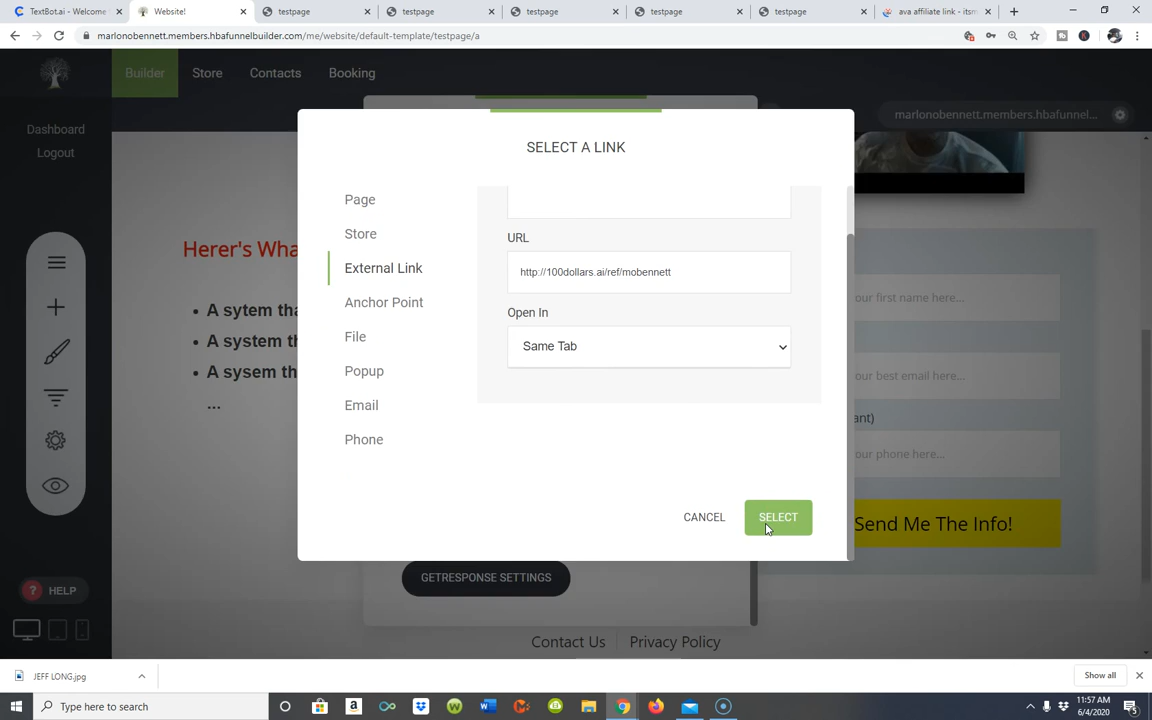 TextBot.ai - Welcome
Website!
testpage
testpage
testpage
testpage
testpage
ava affiliate link - itsm
marlonobennett.members.hbafunnelbuilder.com/me/website/default-template/testpage/a
Builder
Store
Contacts
Booking
Dashboard
Logout
marlonobennett.members.hbafunnel...
SELECT A LINK
Page
Store
External Link
Anchor Point
File
Popup
Email
Phone
URL
http://100dollars.ai/ref/mobennett
Open In
Same Tab
CANCEL
SELECT
Herer's Wha
A sytem tha
A system th
A sysem th
...
our first name here...
our best email here...
ant)
our phone here...
Send Me The Info!
GETRESPONSE SETTINGS
Contact Us
Privacy Policy
? HELP
JEFF LONG.jpg
Show all
Type here to search
11:57 AM
6/4/2020
5